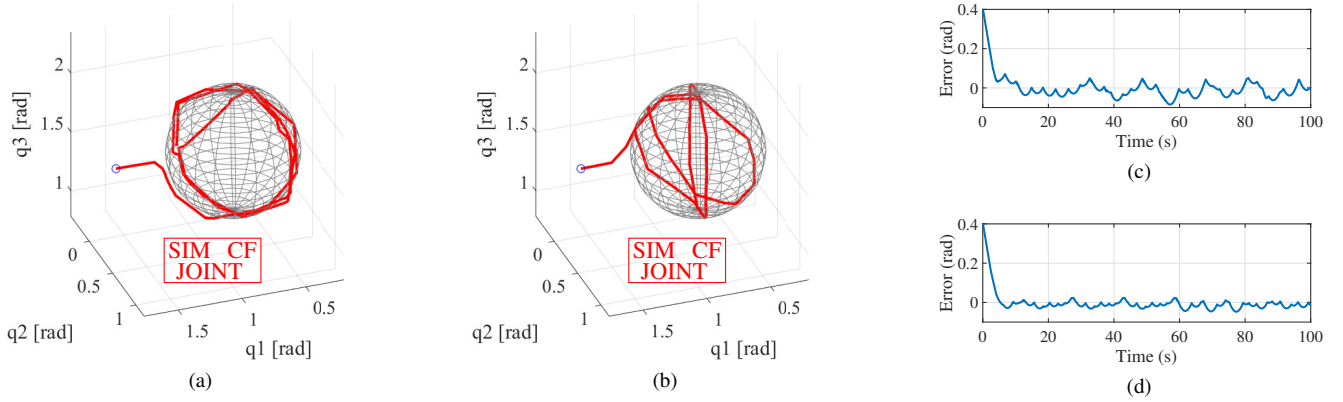 2
1.5
1
q3 [rad]
0
0.5
1
q2 [rad]
1.5
1
0.5
q1 [rad]
SIM CF
JOINT
(a)
2
1.5
1
q3 [rad]
0
0.5
1
q2 [rad]
1.5
1
0.5
q1 [rad]
SIM CF
JOINT
(b)
0.4
0.2
0
Error (rad)
0 20 40 60 80 100
Time (s)
(c)
0.4
0.2
0
Error (rad)
0 20 40 60 80 100
Time (s)
(d)